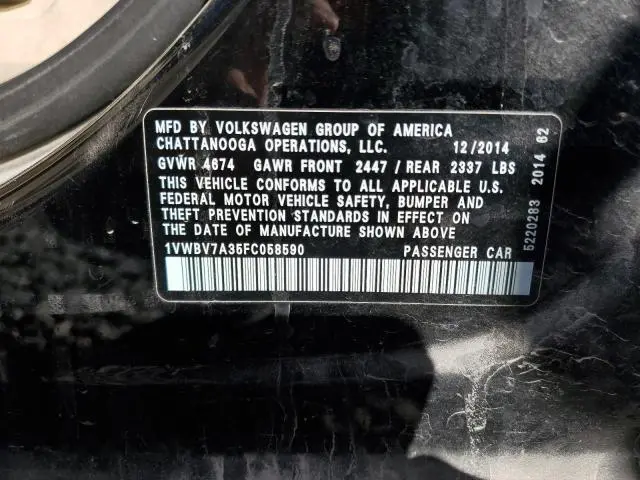 MFD BY VOLKSWAGEN GROUP OF AMERICA
CHATTANOOGA OPERATIONS, LLC. 12/2014
GVWR 4674 GAWR FRONT 2447 / REAR 2337 LBS
THIS VEHICLE CONFORMS TO ALL APPLICABLE U.S.
FEDERAL MOTOR VEHICLE SAFETY, BUMPER AND
THEFT PREVENTION STANDARDS IN EFFECT ON
THE DATE OF MANUFACTURE SHOWN ABOVE
1VWBV7A35FC058590 PASSENGER CAR
5220283 2014 62